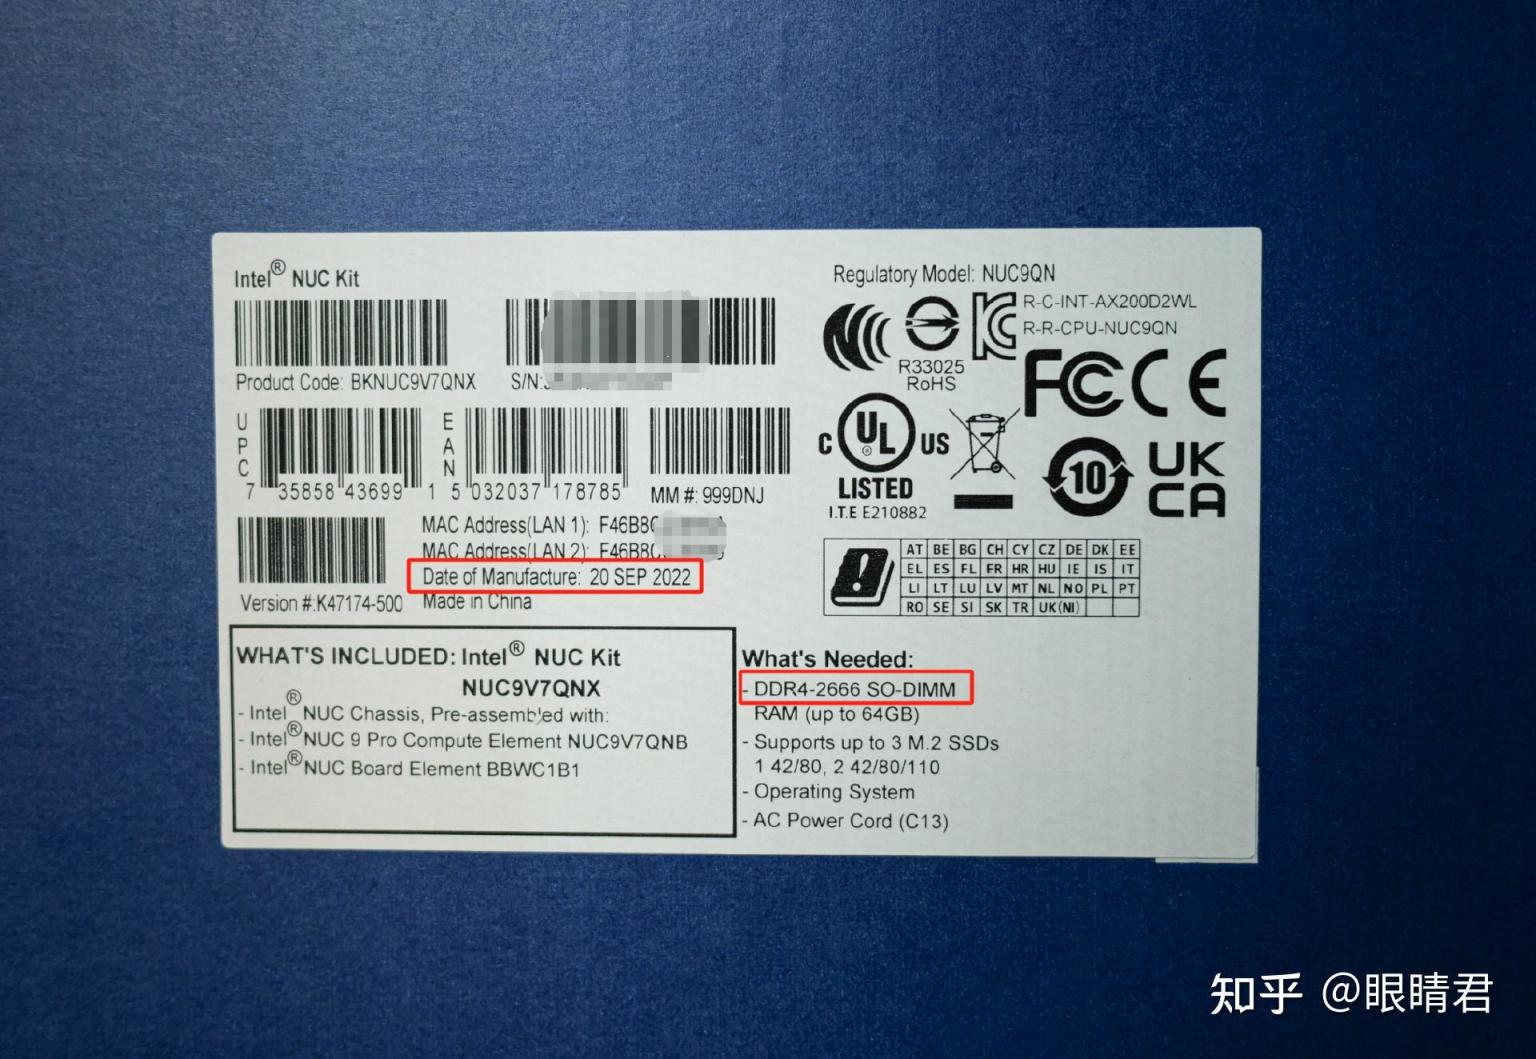 Intel® NUC Kit
Product Code: BKNUC9V7QNX
S/N:
UPC
7 35858 43699 1
EAN
5 032037 178785
MM #: 999DNJ
MAC Address(LAN 1): F46B8C
MAC Address(LAN 2): F46B8C
Date of Manufacture: 20 SEP 2022
Version #:K47174-500
Made in China
WHAT'S INCLUDED: Intel® NUC Kit
NUC9V7QNX
- Intel® NUC Chassis, Pre-assembled with:
- Intel® NUC 9 Pro Compute Element NUC9V7QNB
- Intel® NUC Board Element BBWC1B1
Regulatory Model: NUC9QN
R-C-INT-AX200D2WL
R-R-CPU-NUC9QN
R33025
RoHS
FC CE
C UL ® US
LISTED
I.T.E E210882
10
UK
CA
AT BE BG CH CY CZ DE DK EE
EL ES FL FR HR HU IE IS IT
LI LT LU LV MT NL NO PL PT
RO SE SI SK TR UK(NI)
What's Needed:
- DDR4-2666 SO-DIMM
RAM (up to 64GB)
- Supports up to 3 M.2 SSDs
1 42/80, 2 42/80/110
- Operating System
- AC Power Cord (C13)
知乎 @眼睛君